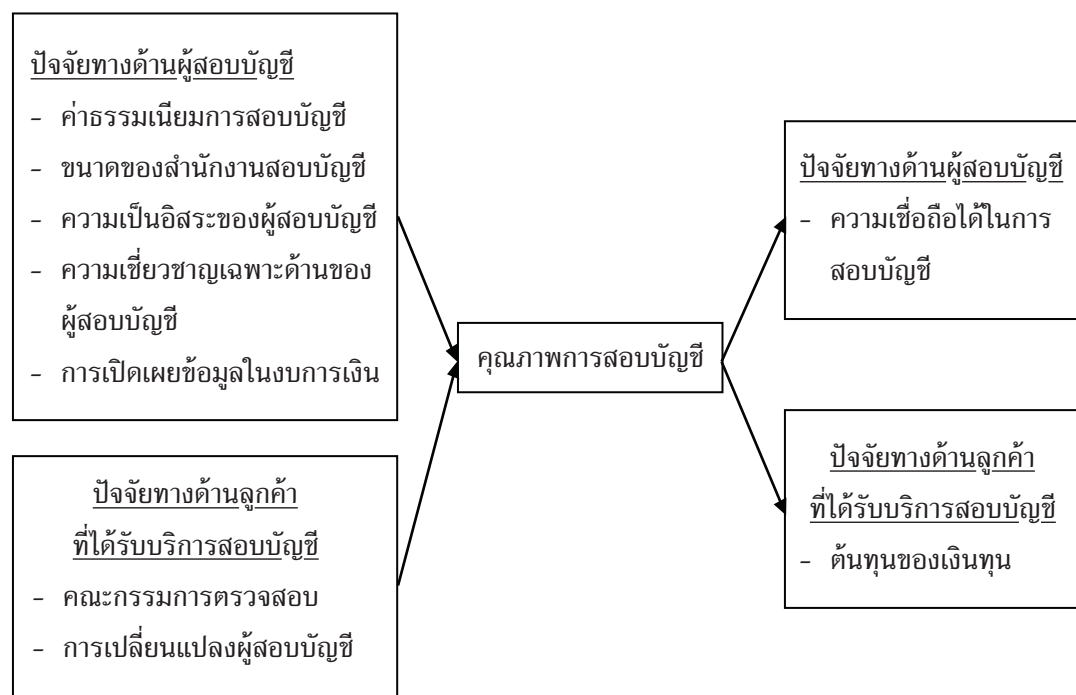 ปัจจัยทางด้านผู้สอบบัญชี
- ค่าธรรมเนียมการสอบบัญชี
- ขนาดของสำนักงานสอบบัญชี
- ความเป็นอิสระของผู้สอบบัญชี
- ความเชี่ยวชาญเฉพาะด้านของ
ผู้สอบบัญชี
- การเปิดเผยข้อมูลในงบการเงิน
ปัจจัยทางด้านลูกค้า
ที่ได้รับบริการสอบบัญชี
- คณะกรรมการตรวจสอบ
- การเปลี่ยนแปลงผู้สอบบัญชี
คุณภาพการสอบบัญชี
ปัจจัยทางด้านผู้สอบบัญชี
- ความเชื่อถือได้ในการ
สอบบัญชี
ปัจจัยทางด้านลูกค้า
ที่ได้รับบริการสอบบัญชี
- ต้นทุนของเงินทุน